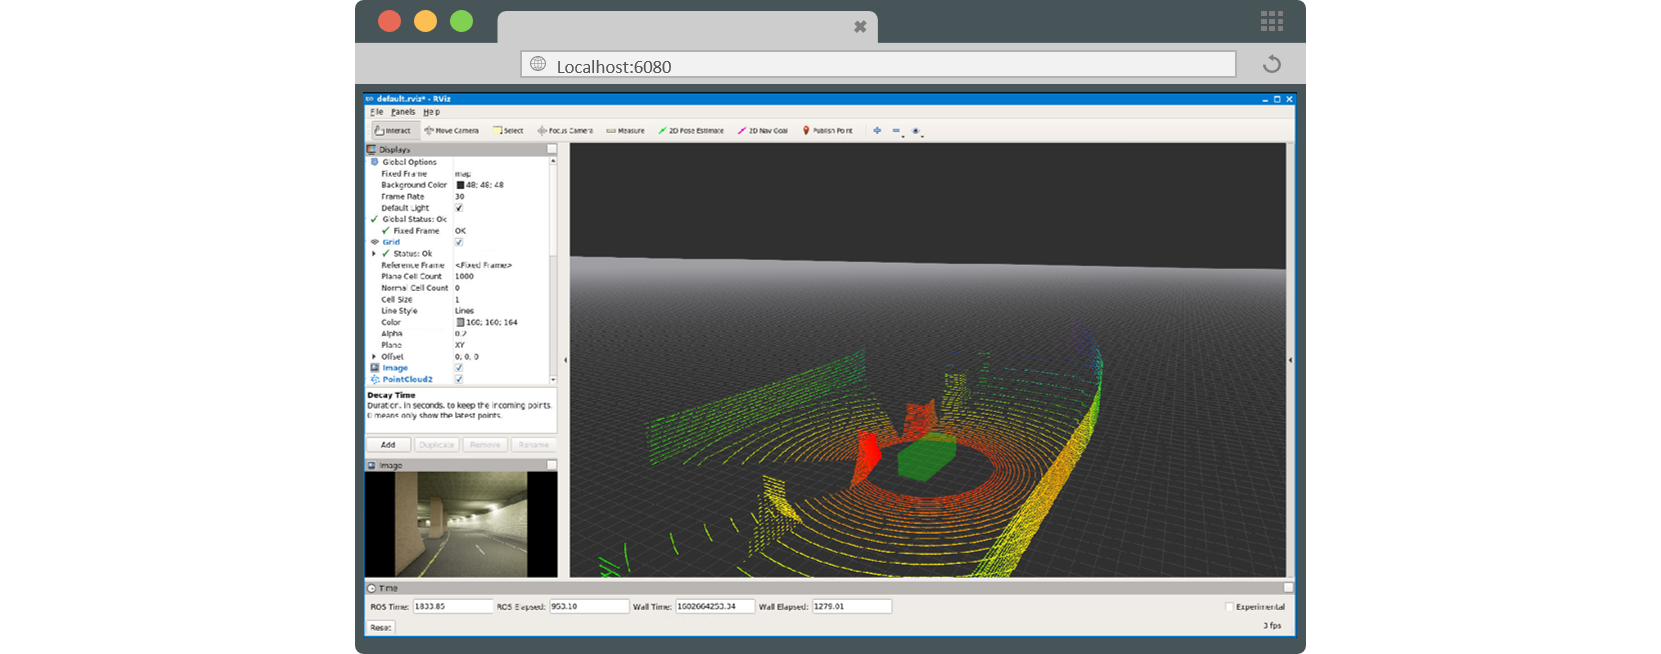 Localhost:6080
default.rviz* - RViz
File Panels Help
Interact Move Camera Select Focus Camera Measure 2D Pose Estimate 2D Nav Goal Publish Point
Displays
Global Options
Fixed Frame map
Background Color 48; 48; 48
Frame Rate 30
Default Light
Global Status: Ok
Fixed Frame OK
Grid
Status: Ok
Reference Frame <Fixed Frame>
Plane Cell Count 1000
Normal Cell Count 0
Cell Size 1
Line Style Lines
Color 160; 160; 164
Alpha 0.2
Plane XY
Offset 0; 0; 0
Image
PointCloud2
Decay Time
Duration, in seconds, to keep the incoming points.
0 means only show the latest points.
Add Duplicate Remove Rename
Image
Time
ROS Time: 1833.85 ROS Elapsed: 953.10 Wall Time: 1602664253.34 Wall Elapsed: 1279.01 Experimental
Reset 3 fps